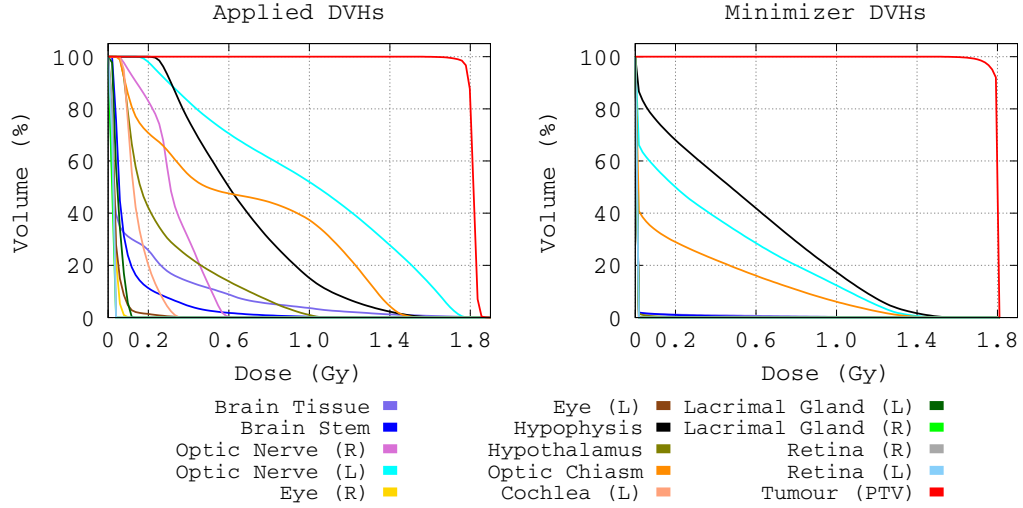 Applied DVHs
Minimizer DVHs
Volume (%)
100
80
60
40
20
0
0 0.2 0.6 1.0 1.4 1.8
Dose (Gy)
Volume (%)
100
80
60
40
20
0
0 0.2 0.6 1.0 1.4 1.8
Dose (Gy)
Brain Tissue
Brain Stem
Optic Nerve (R)
Optic Nerve (L)
Eye (R)
Eye (L)
Hypophysis
Hypothalamus
Optic Chiasm
Cochlea (L)
Lacrimal Gland (L)
Lacrimal Gland (R)
Retina (R)
Retina (L)
Tumour (PTV)